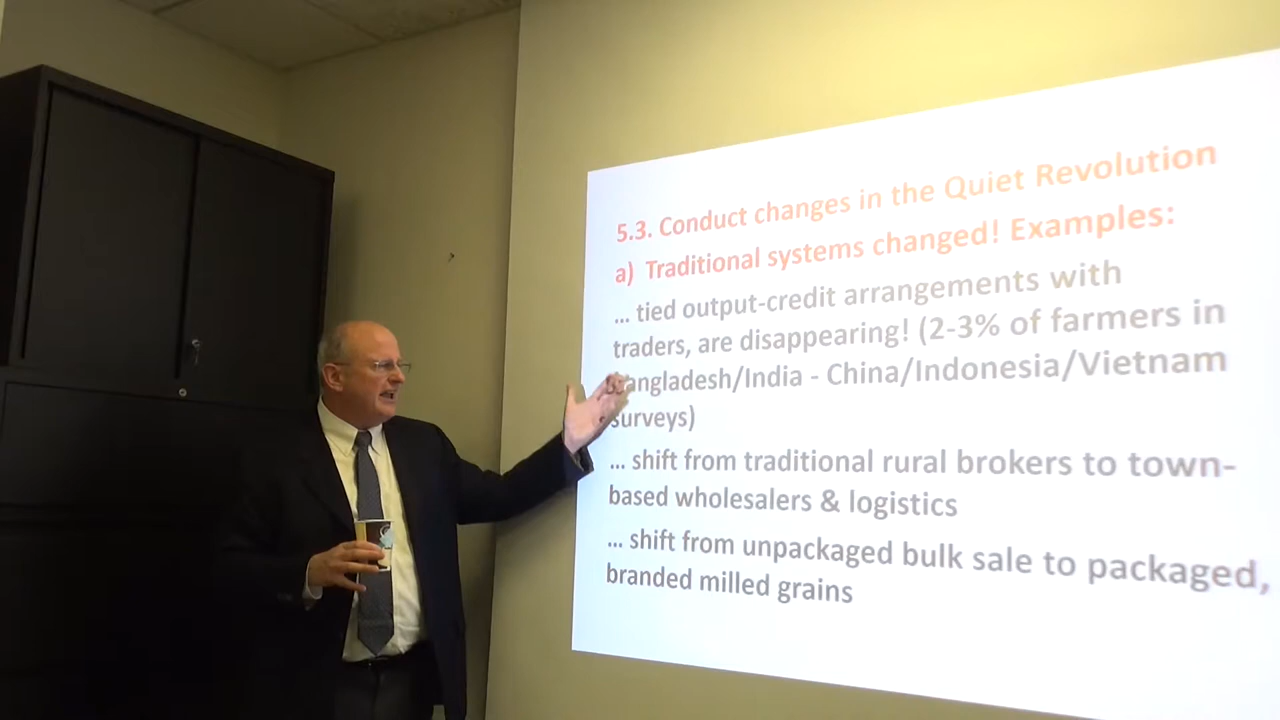 5.3. Conduct changes in the Quiet Revolution
a) Traditional systems changed! Examples:
... tied output-credit arrangements with
traders, are disappearing! (2-3% of farmers in
Bangladesh/India - China/Indonesia/Vietnam
surveys)
... shift from traditional rural brokers to town-
based wholesalers & logistics
... shift from unpackaged bulk sale to packaged,
branded milled grains